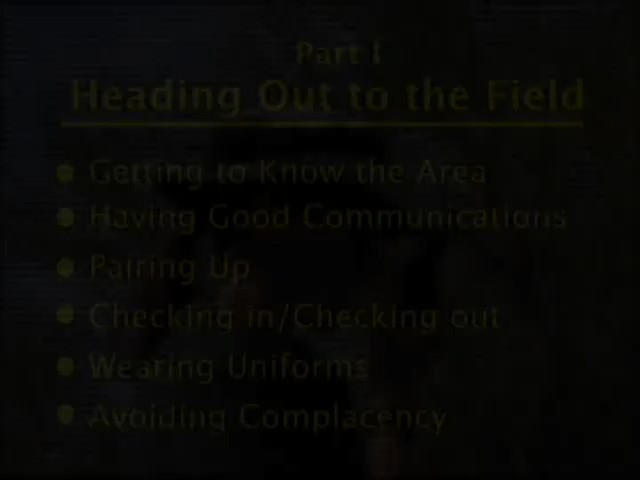 Part I
Heading Out to the Field
• Getting to Know the Area
• Having Good Communications
• Pairing Up
• Checking in/Checking out
• Wearing Uniforms
• Avoiding Complacency